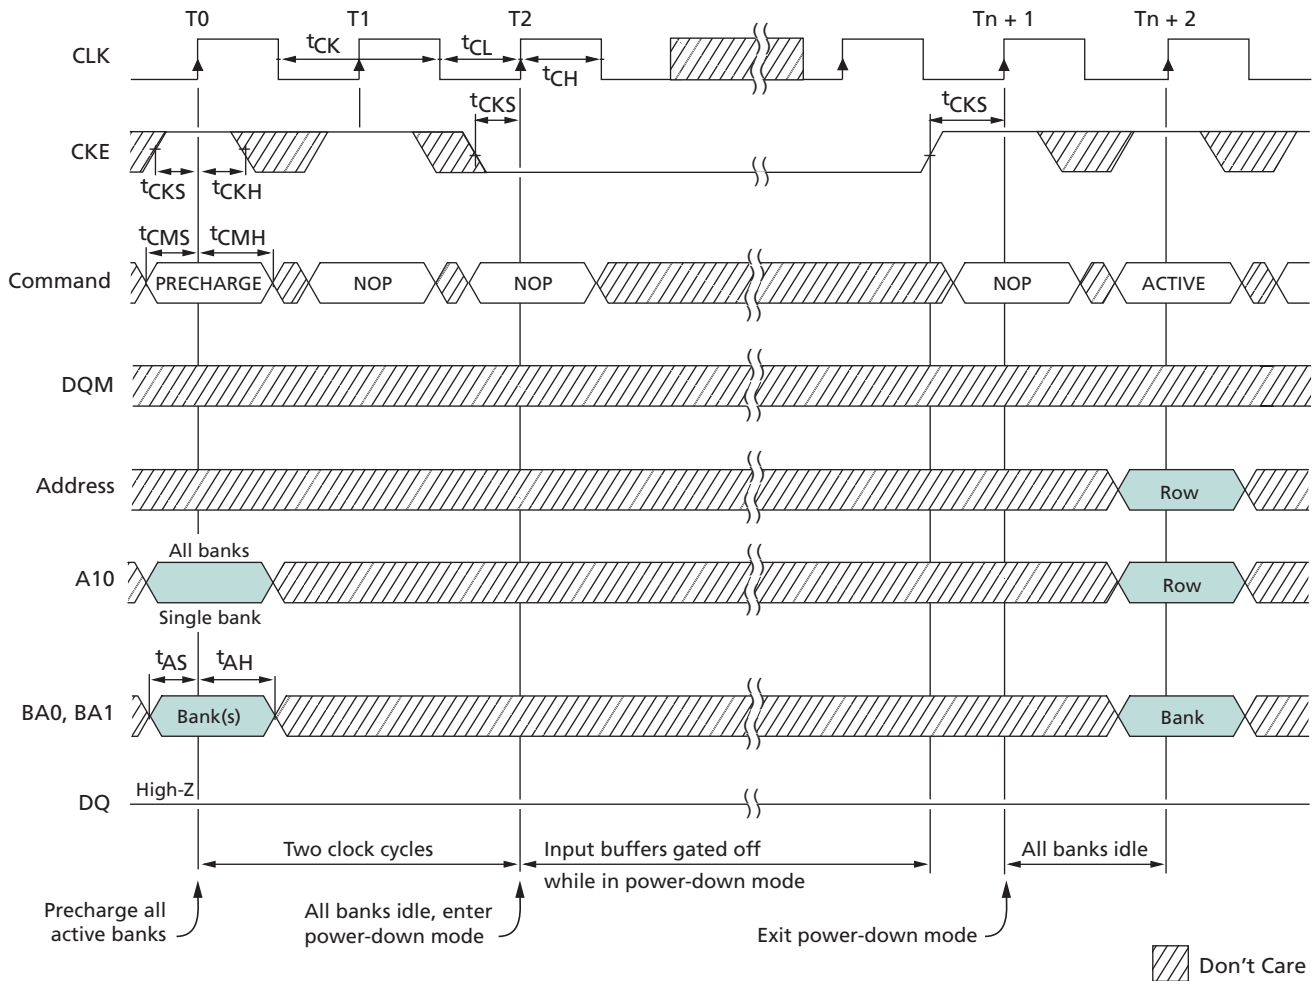 T0 T1 T2 Tn + 1 Tn + 2
CLK
tCK tCL
tCH
tCKS tCKS
CKE
tCKS tCKH
tCMS tCMH
Command PRECHARGE NOP NOP NOP ACTIVE
DQM
Address Row
All banks
A10 Row
Single bank
tAS tAH
BA0, BA1 Bank(s) Bank
High-Z
DQ
Two clock cycles Input buffers gated off All banks idle
while in power-down mode
Precharge all All banks idle, enter
active banks power-down mode Exit power-down mode
Don't Care